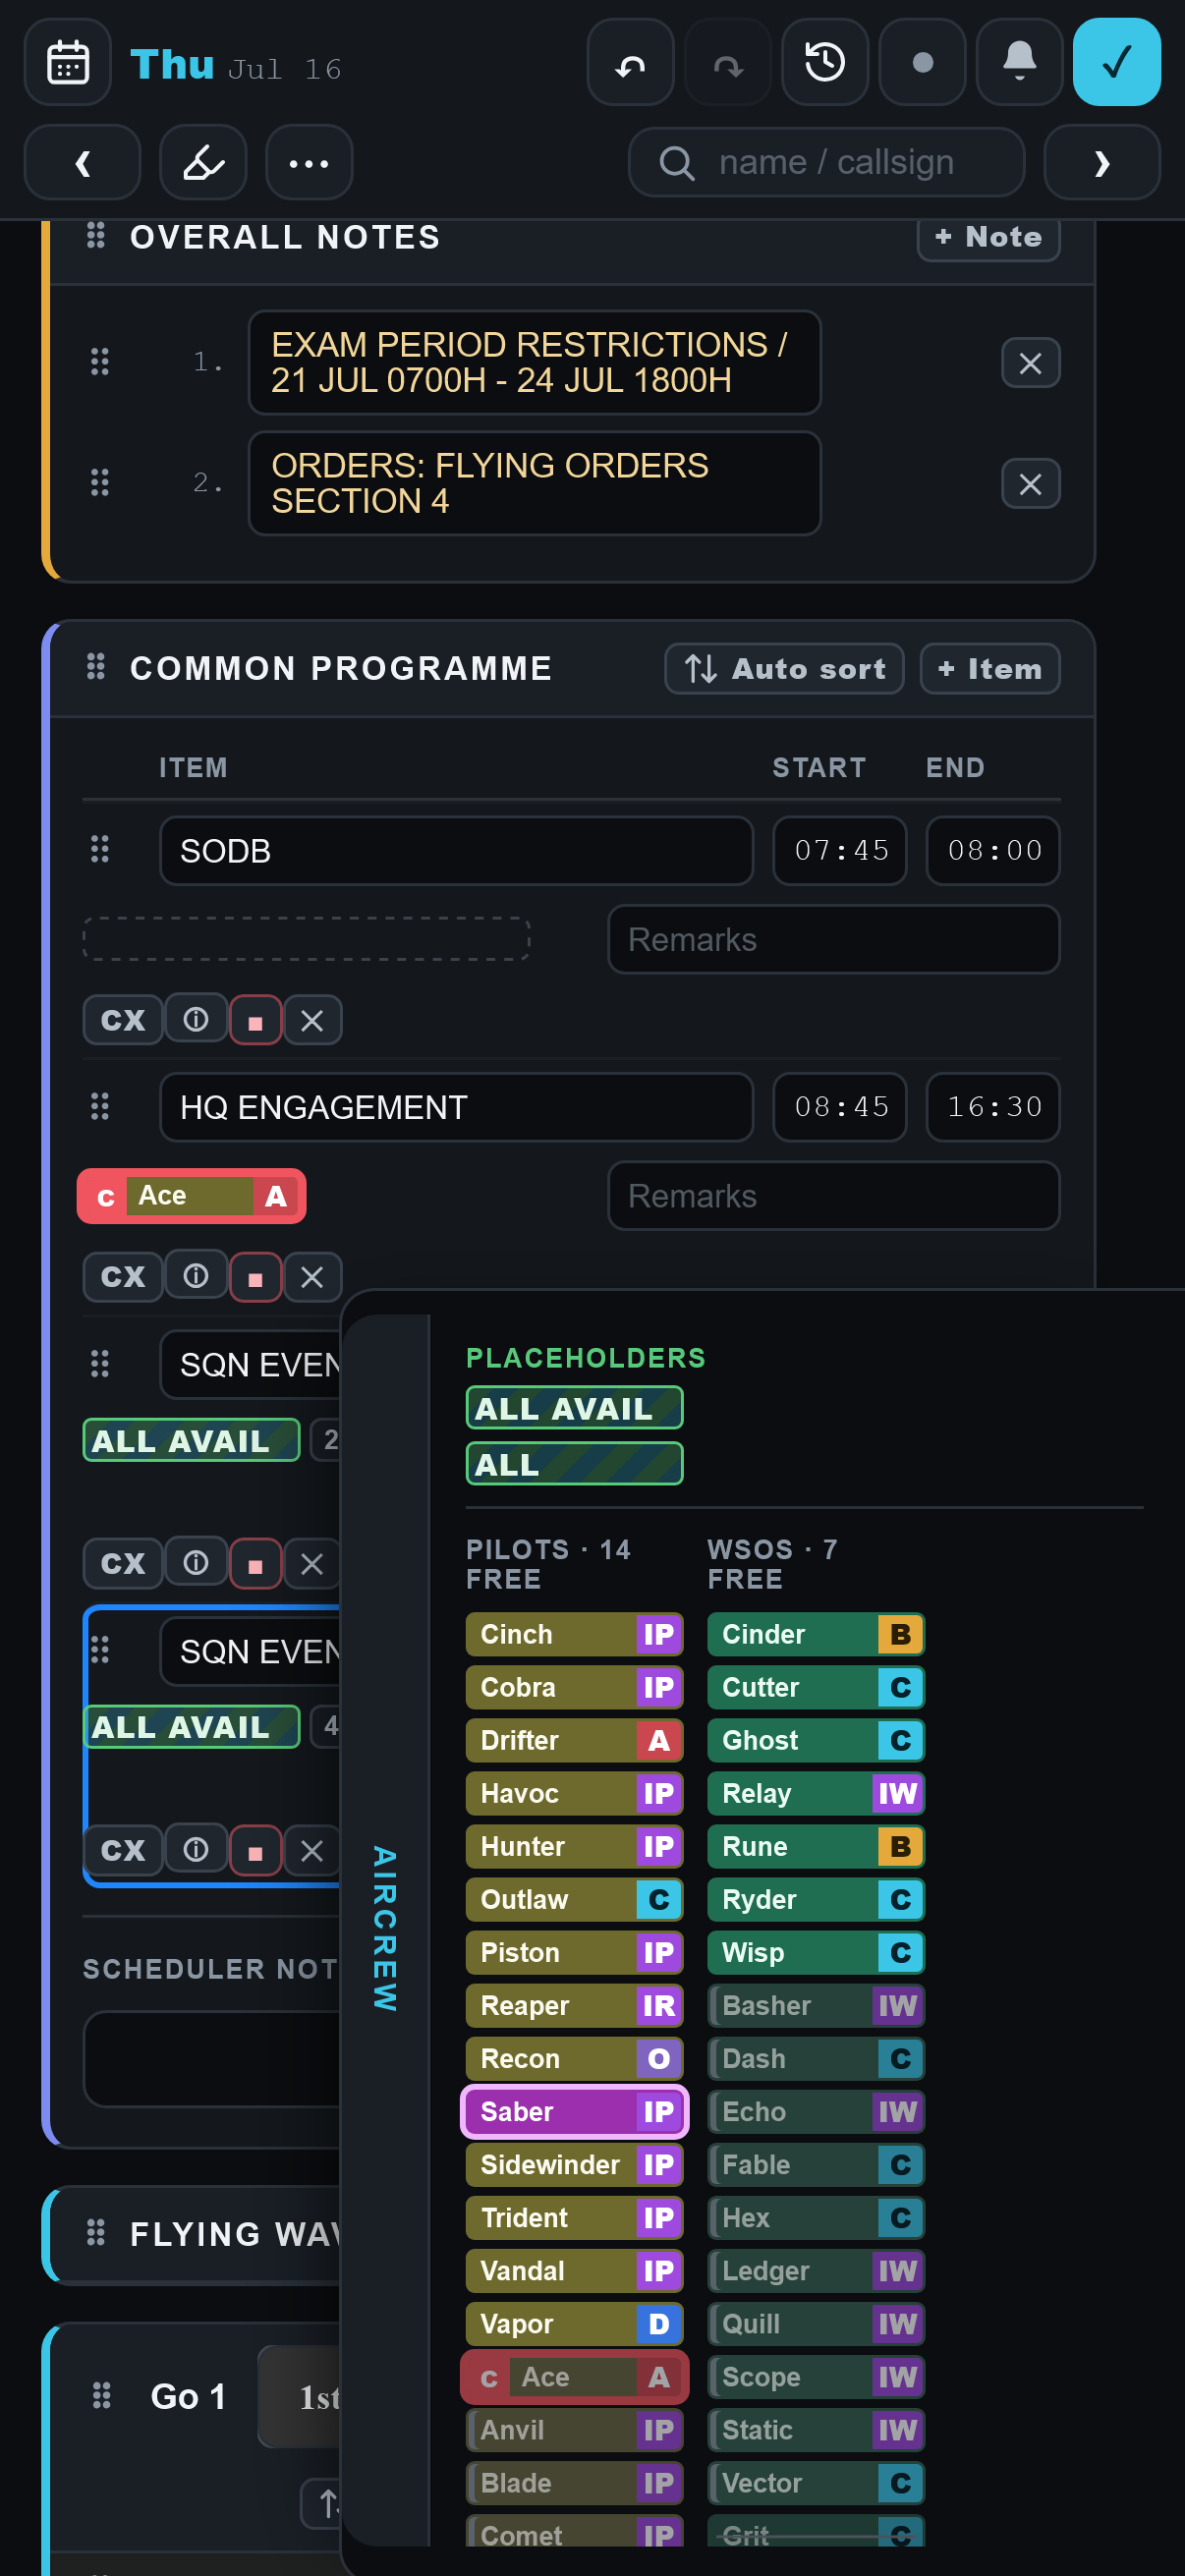 Thu Jul 16
name / callsign
OVERALL NOTES
+ Note
1. EXAM PERIOD RESTRICTIONS /
21 JUL 0700H - 24 JUL 1800H
2. ORDERS: FLYING ORDERS
SECTION 4
COMMON PROGRAMME
Auto sort
+ Item
ITEM START END
SODB 07:45 08:00
Remarks
CX
HQ ENGAGEMENT 08:45 16:30
c Ace A
Remarks
CX
SQN EVEN
ALL AVAIL 2
CX
SQN EVEN
ALL AVAIL 4
CX
SCHEDULER NOT
FLYING WAV
Go 1 1st
AIRCREW
PLACEHOLDERS
ALL AVAIL
ALL
PILOTS · 14
FREE
WSOS · 7
FREE
Cinch IP Cinder B
Cobra IP Cutter C
Drifter A Ghost C
Havoc IP Relay IW
Hunter IP Rune B
Outlaw C Ryder C
Piston IP Wisp C
Reaper IR Basher IW
Recon O Dash C
Saber IP Echo IW
Sidewinder IP Fable C
Trident IP Hex C
Vandal IP Ledger IW
Vapor D Quill IW
c Ace A Scope IW
Anvil IP Static IW
Blade IP Vector C
Comet IP Grit C